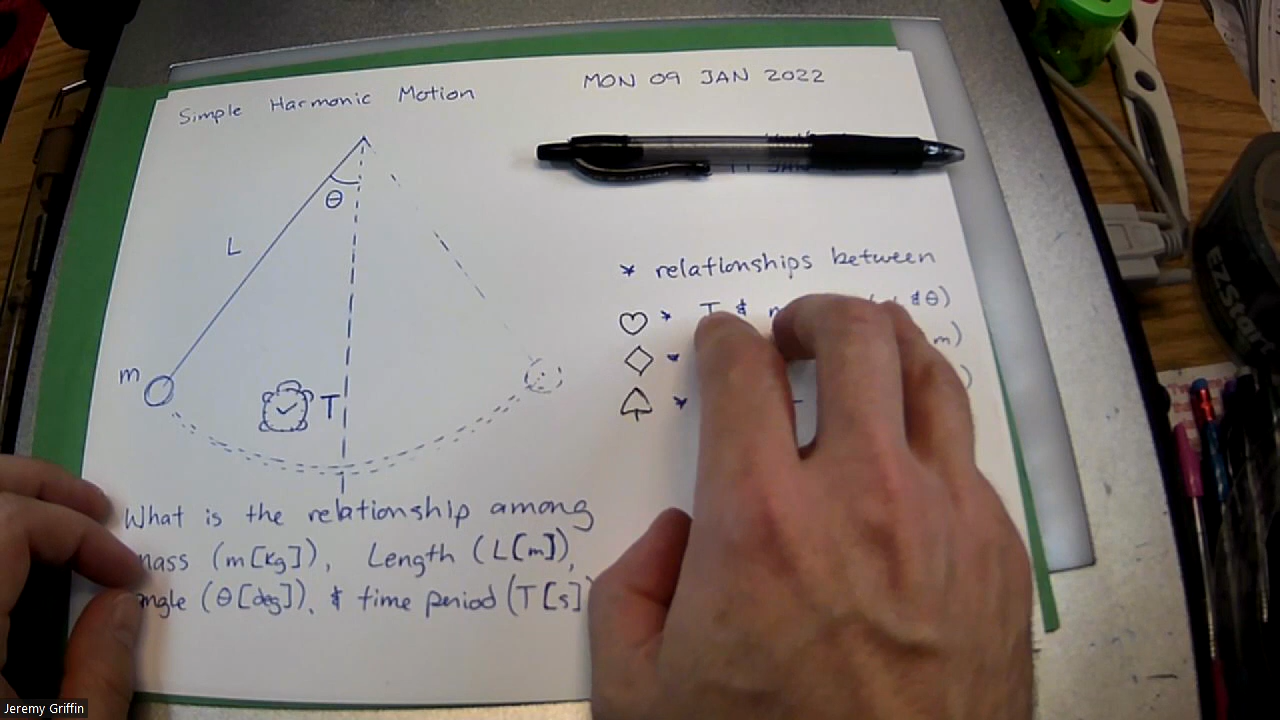 Simple Harmonic Motion
MON 09 JAN 2022
θ
L
m
T
* relationships between
* T & &θ)
* m)
*
What is the relationship among
mass (m[kg]), Length (L[m]),
angle (θ[deg]), & time period (T[s]
EZStart
Jeremy Griffin